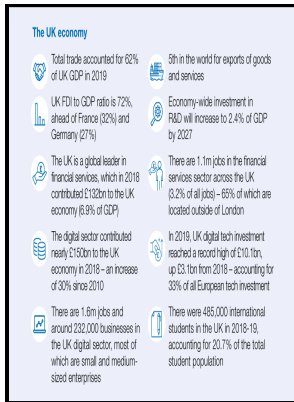 The UK economy
Total trade accounted for 62%
of UK GDP in 2019
UK FDI to GDP ratio is 72%,
ahead of France (32%) and
Germany (27%)
The UK is a global leader in
financial services, which in 2018
contributed £132bn to the UK
economy (6.9% of GDP)
The digital sector contributed
nearly £150bn to the UK
economy in 2018 – an increase
of 30% since 2010
There are 1.6m jobs and
around 232,000 businesses in
the UK digital sector, most of
which are small and medium-
sized enterprises
5th in the world for exports of goods
and services
Economy-wide investment in
R&D will increase to 2.4% of GDP
by 2027
There are 1.1m jobs in the financial
services sector across the UK
(3.2% of all jobs) – 65% of which are
located outside of London
In 2019, UK digital tech investment
reached a record high of £10.1bn,
up £3.1bn from 2018 – accounting for
33% of all European tech investment
There were 485,000 international
students in the UK in 2018-19,
accounting for 20.7% of the total
student population